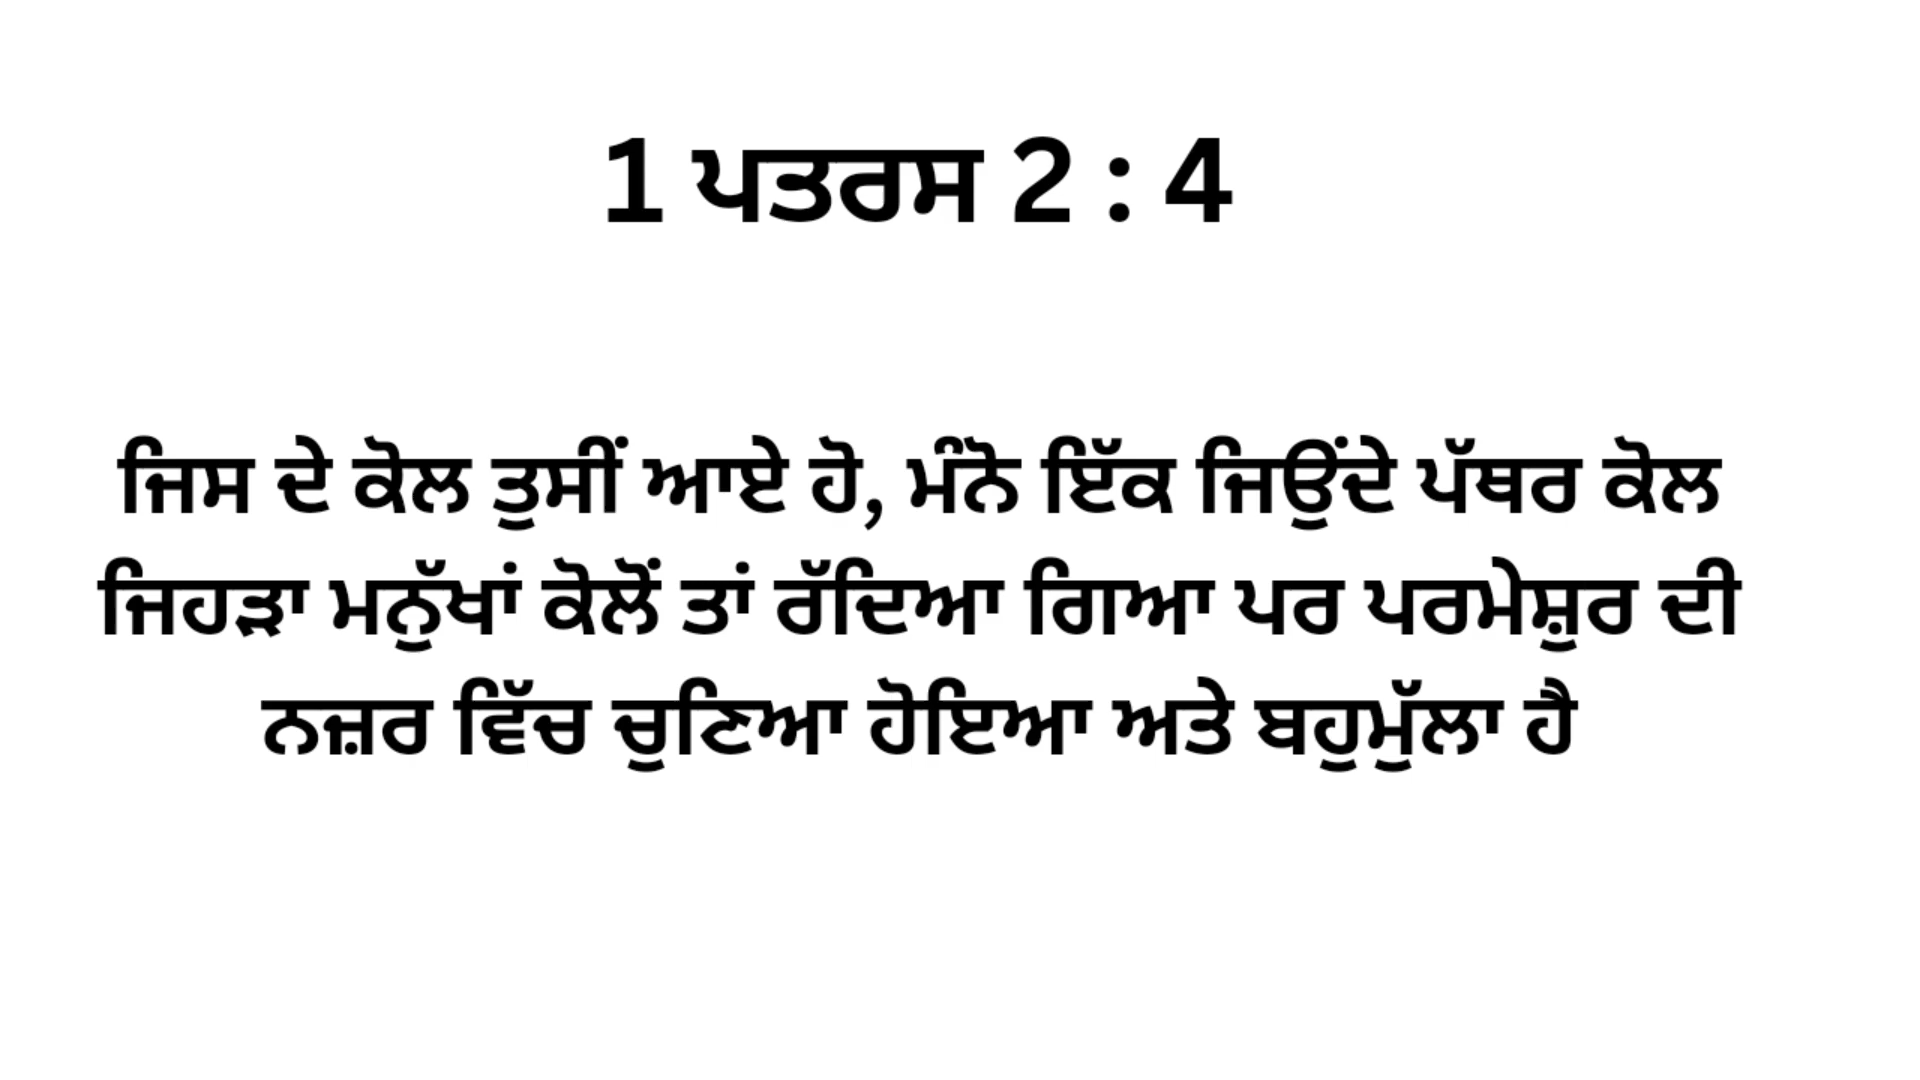 1 ਪਤਰਸ 2 : 4
ਜਿਸ ਦੇ ਕੋਲ ਤੁਸੀਂ ਆਏ ਹੋ, ਮੰਨੋ ਇੱਕ ਜਿਉਂਦੇ ਪੱਥਰ ਕੋਲ
ਜਿਹੜਾ ਮਨੁੱਖਾਂ ਕੋਲੋਂ ਤਾਂ ਰੱਦਿਆ ਗਿਆ ਪਰ ਪਰਮੇਸ਼ੁਰ ਦੀ
ਨਜ਼ਰ ਵਿੱਚ ਚੁਣਿਆ ਹੋਇਆ ਅਤੇ ਬਹੁਮੁੱਲਾ ਹੈ